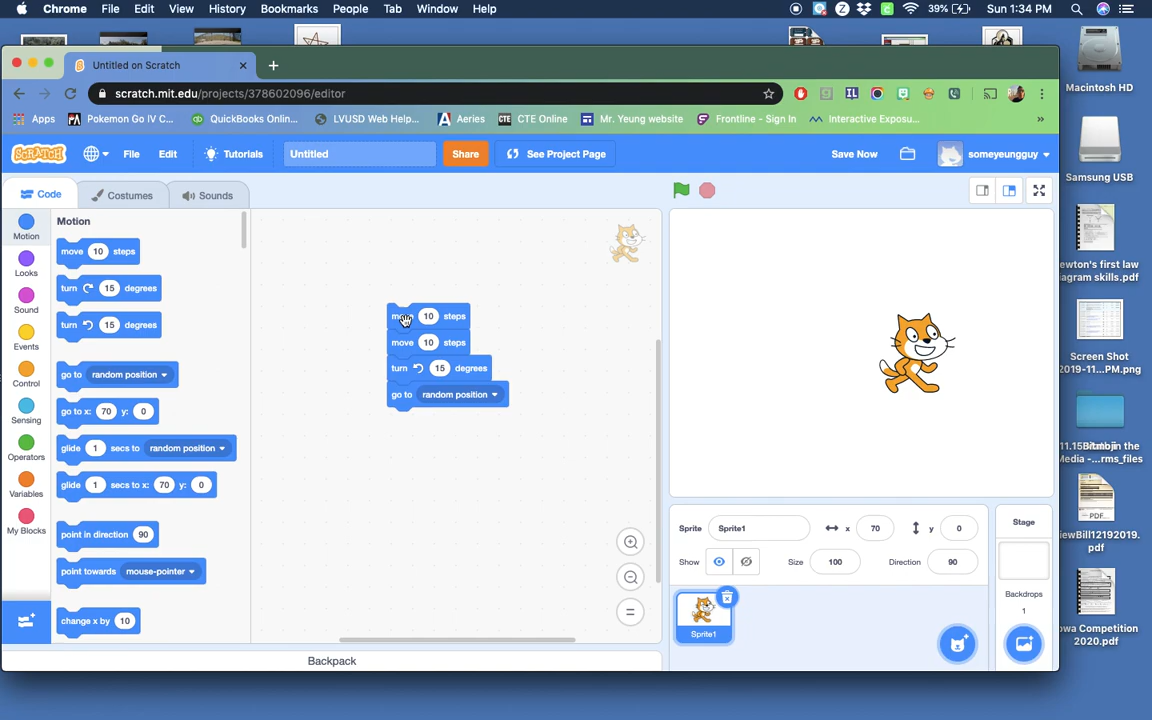 Chrome File Edit View History Bookmarks People Tab Window Help 39% Sun 1:34 PM
Untitled on Scratch
scratch.mit.edu/projects/378602096/editor
Apps Pokemon Go IV C... QuickBooks Onlin... LVUSD Web Help... Aeries CTE Online Mr. Yeung website Frontline - Sign In Interactive Exposu... »
SCRATCH File Edit Tutorials Untitled Share See Project Page Save Now someyoungguy
Code Costumes Sounds
Motion
Looks
Sound
Events
Control
Sensing
Operators
Variables
My Blocks
Motion
move 10 steps
turn 15 degrees
turn 15 degrees
go to random position
go to x: 70 y: 0
glide 1 secs to random position
glide 1 secs to x: 70 y: 0
point in direction 90
point towards mouse-pointer
change x by 10
10 steps
move 10 steps
turn 15 degrees
go to random position
Backpack
Sprite Sprite1 x 70 y 0
Show Size 100 Direction 90
Sprite1
Stage
Backdrops
1
Macintosh HD
Samsung USB
ewton's first law
agram skills.pdf
Screen Shot
2019-11...PM.png
in the
Media -...rms_files
PDF
iewBill12192019.
pdf
owa Competition
2020.pdf